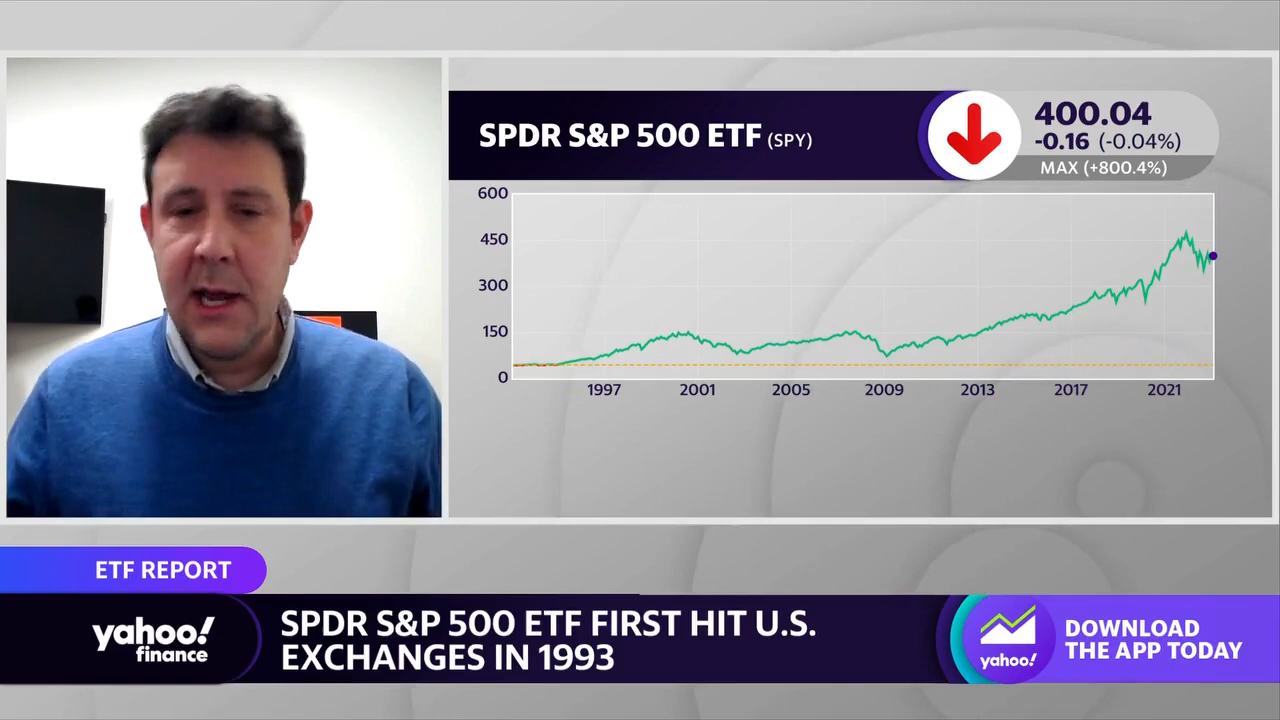 SPDR S&P 500 ETF (SPY)
400.04
-0.16 (-0.04%)
MAX (+800.4%)
600
450
300
150
0
1997 2001 2005 2009 2013 2017 2021
ETF REPORT
yahoo!
finance
SPDR S&P 500 ETF FIRST HIT U.S.
EXCHANGES IN 1993
yahoo!
DOWNLOAD
THE APP TODAY